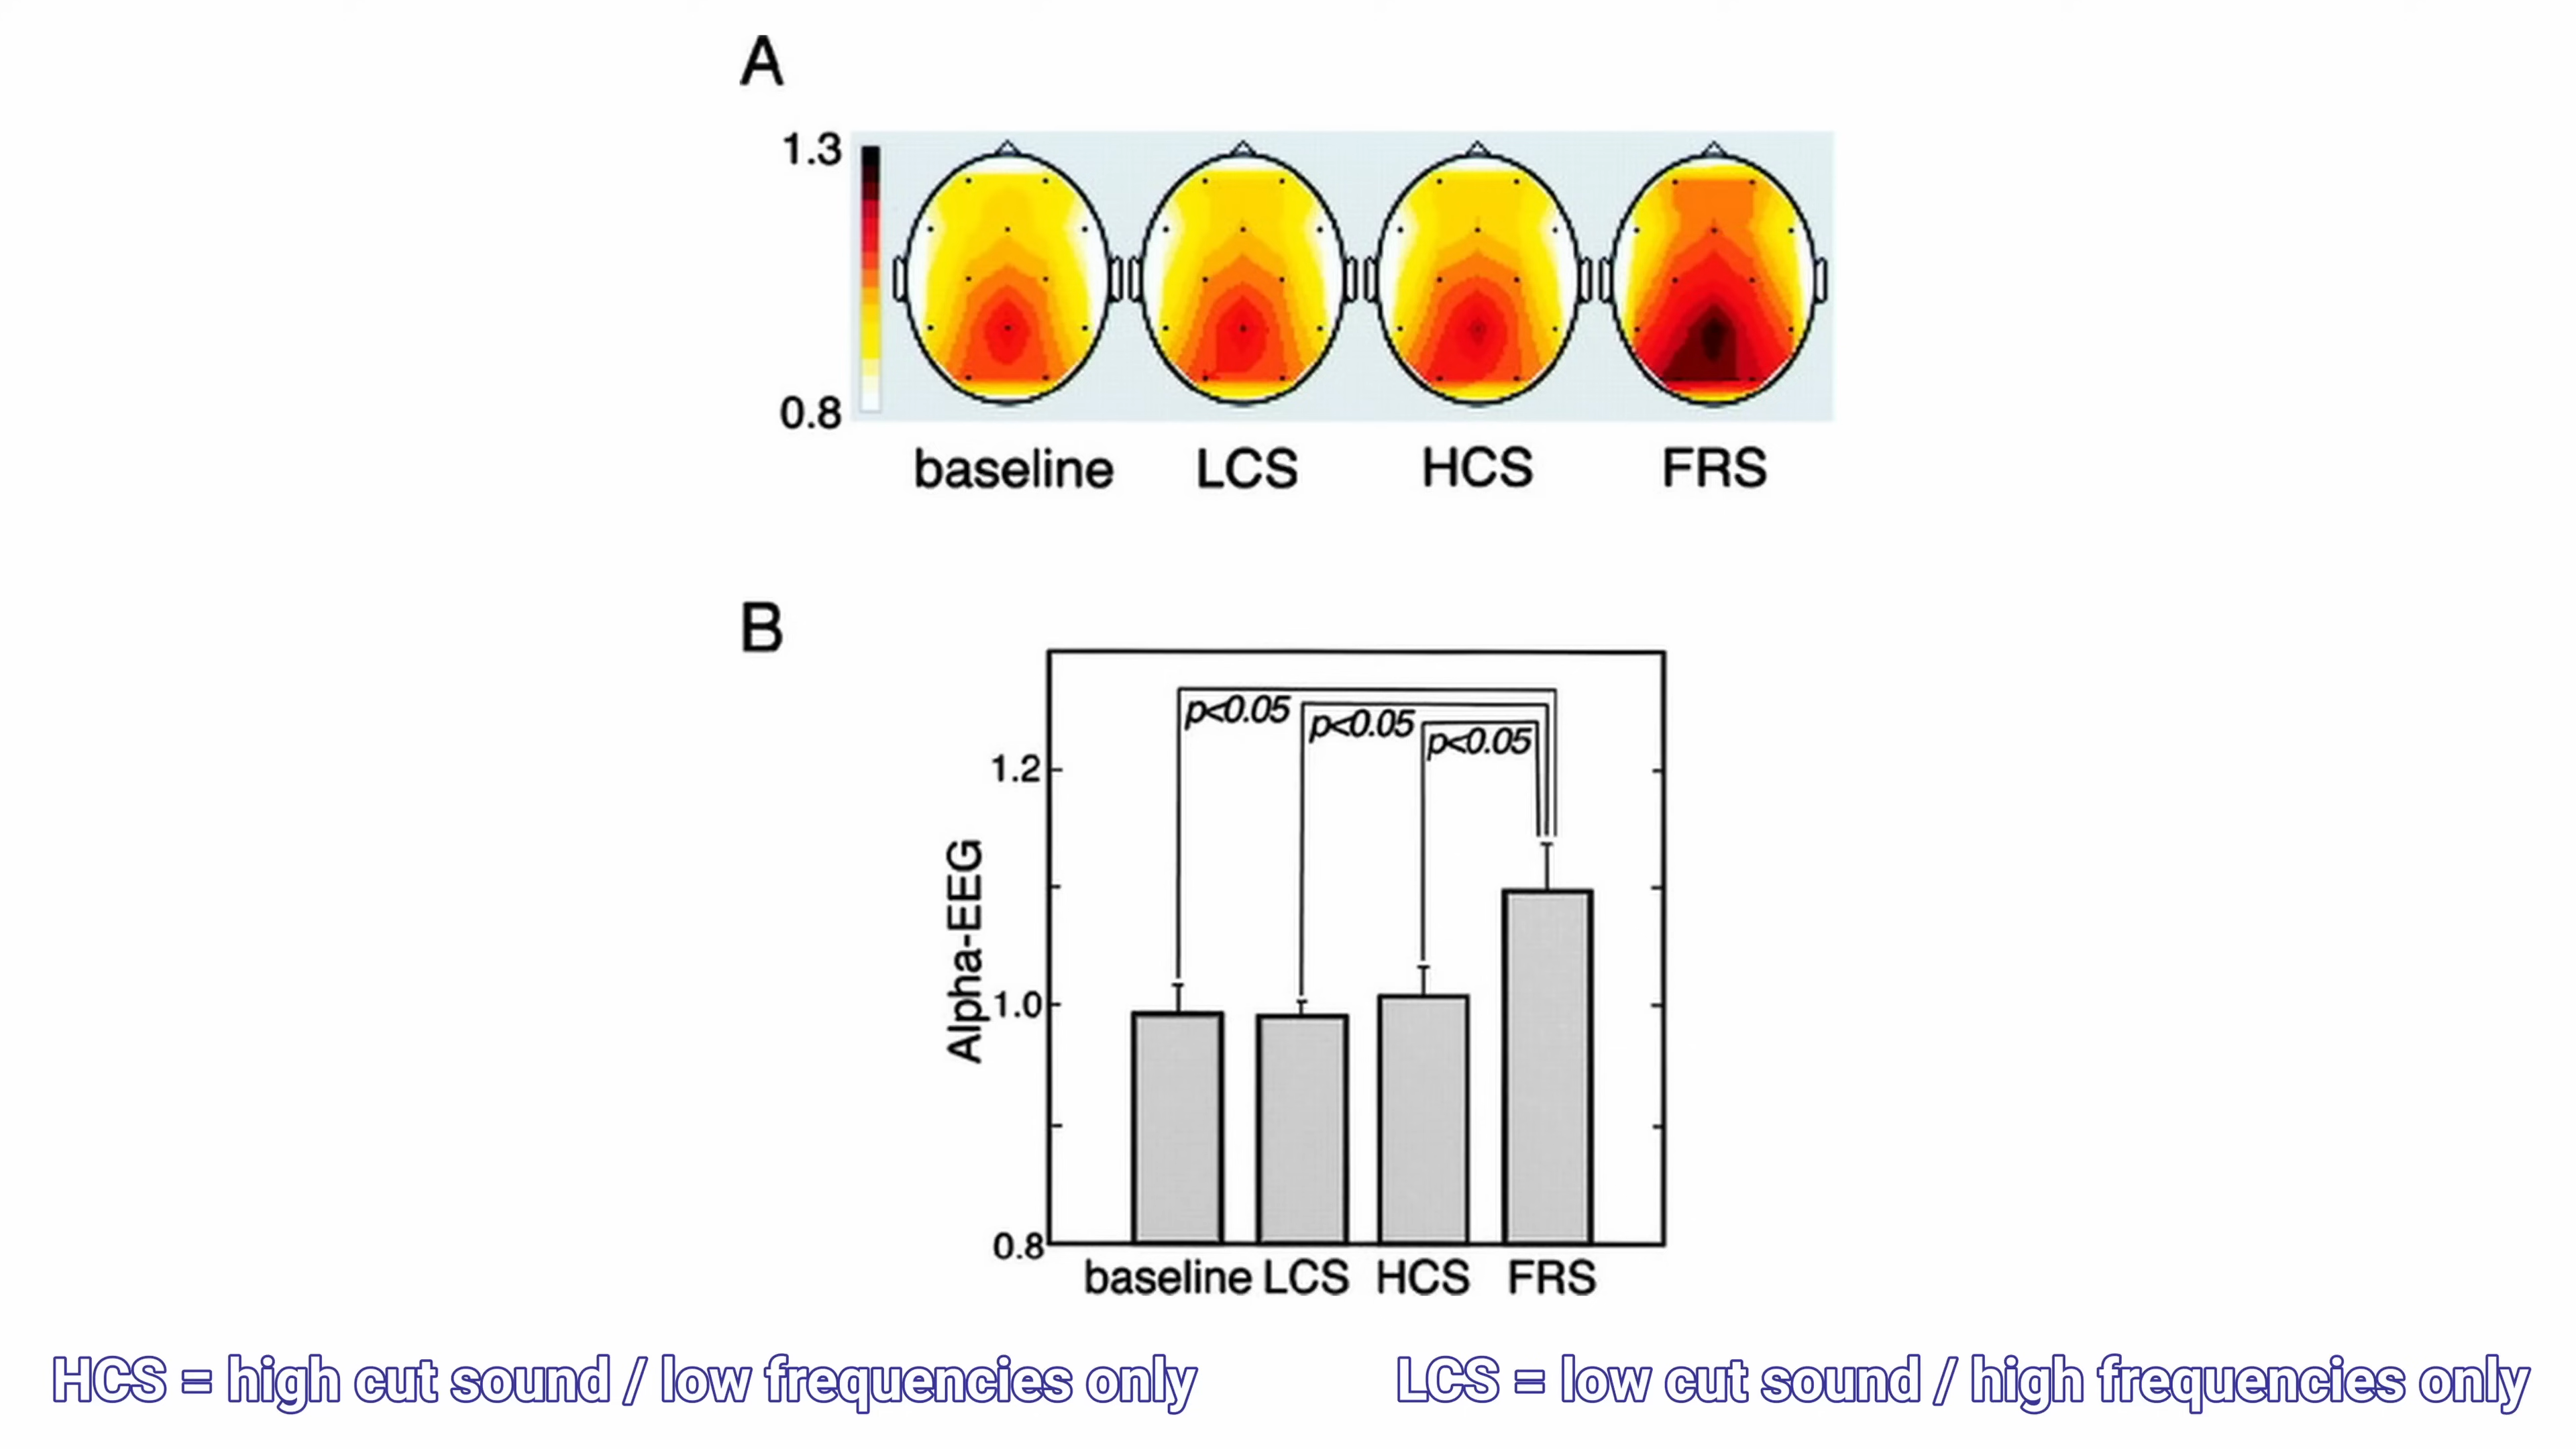 A
1.3
0.8
baseline LCS HCS FRS
B
p<0.05
p<0.05
p<0.05
1.2
1.0
0.8
Alpha-EEG
baseline LCS HCS FRS
HCS = high cut sound / low frequencies only
LCS = low cut sound / high frequencies only